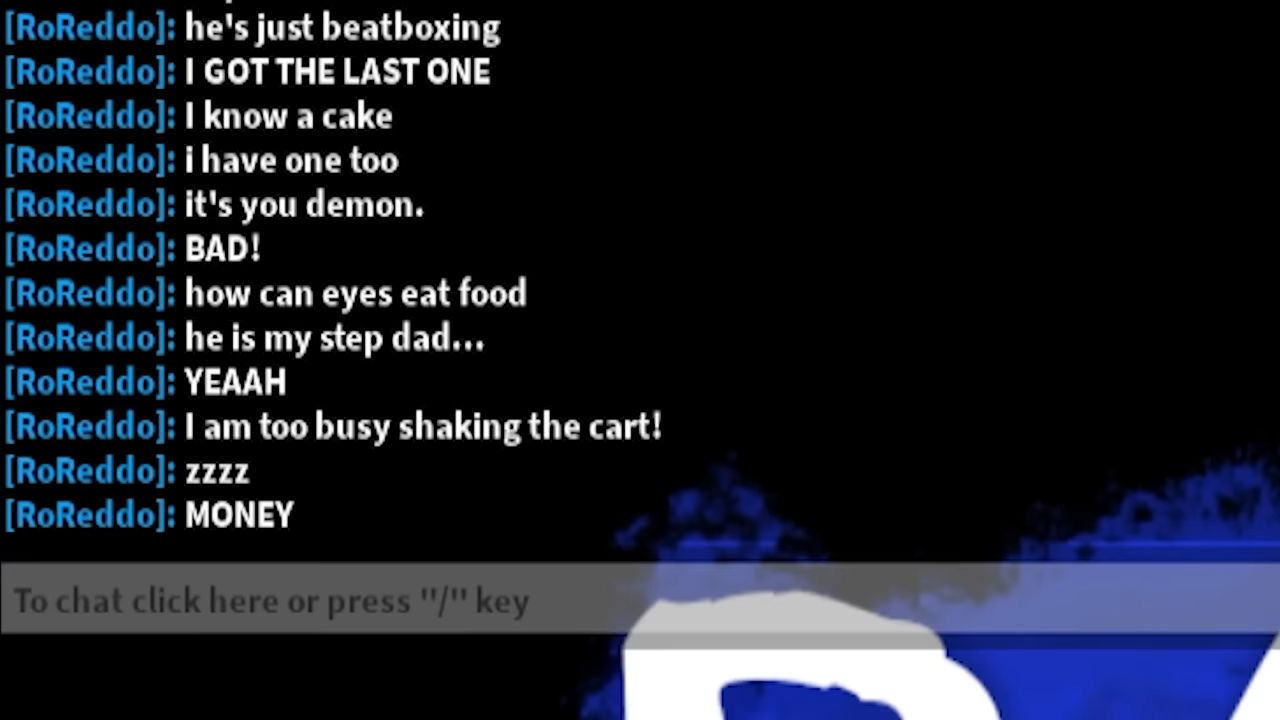 [RoReddo]: he's just beatboxing
[RoReddo]: I GOT THE LAST ONE
[RoReddo]: I know a cake
[RoReddo]: i have one too
[RoReddo]: it's you demon.
[RoReddo]: BAD!
[RoReddo]: how can eyes eat food
[RoReddo]: he is my step dad...
[RoReddo]: YEAAH
[RoReddo]: I am too busy shaking the cart!
[RoReddo]: zzzz
[RoReddo]: MONEY
To chat click here or press "/" key